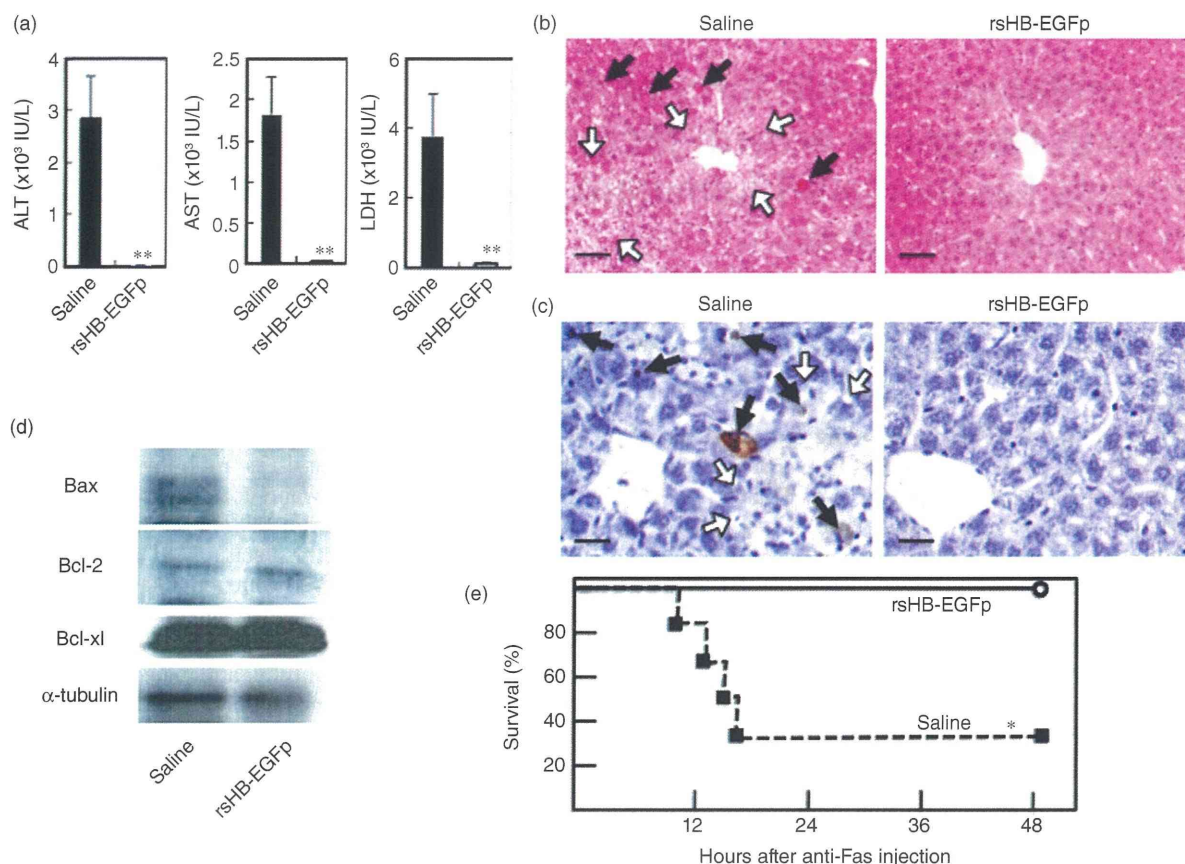 (a)
ALT (x10³ IU/L)
4
3
2
1
0
Saline
rsHB-EGFp
**
AST (x10³ IU/L)
2.5
2
1.5
1
0.5
0
Saline
rsHB-EGFp
**
LDH (x10³ IU/L)
6
4
2
0
Saline
rsHB-EGFp
**
(b)
Saline
rsHB-EGFp
(c)
Saline
rsHB-EGFp
(d)
Bax
Bcl-2
Bcl-xl
α-tubulin
Saline
rsHB-EGFp
(e)
Survival (%)
80
60
40
20
rsHB-EGFp
Saline *
12 24 36 48
Hours after anti-Fas injection